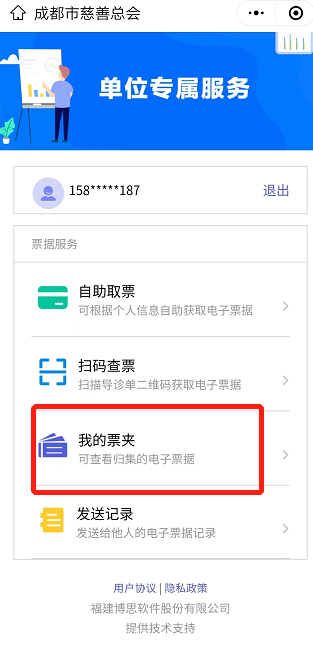 成都市慈善总会
单位专属服务
158*****187
退出
票据服务
自助取票
可根据个人信息自助获取电子票据
扫码查票
扫描导诊单二维码获取电子票据
我的票夹
可查看归集的电子票据
发送记录
发送给他人的电子票据记录
用户协议 | 隐私政策
福建博思软件股份有限公司
提供技术支持